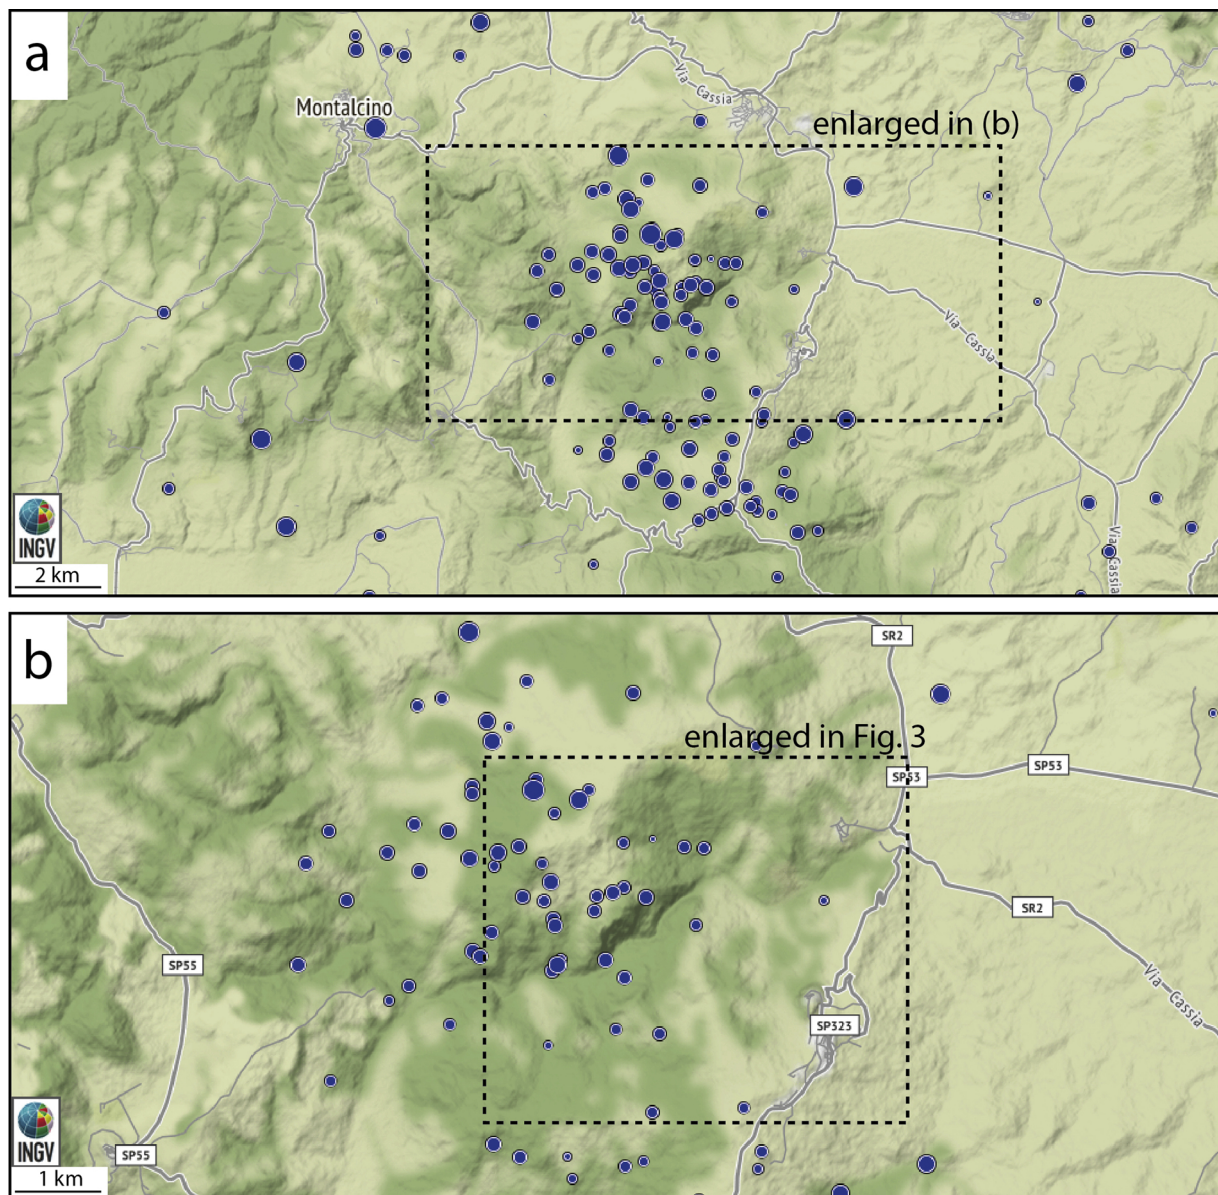 a
Via Cassia
Montalcino
enlarged in (b)
Via Cassia
INGV
2 km
Via Cassia
b
SR2
enlarged in Fig. 3
SP53
SP53
SR2
SP55
Via Cassia
SP323
INGV
SP55
1 km